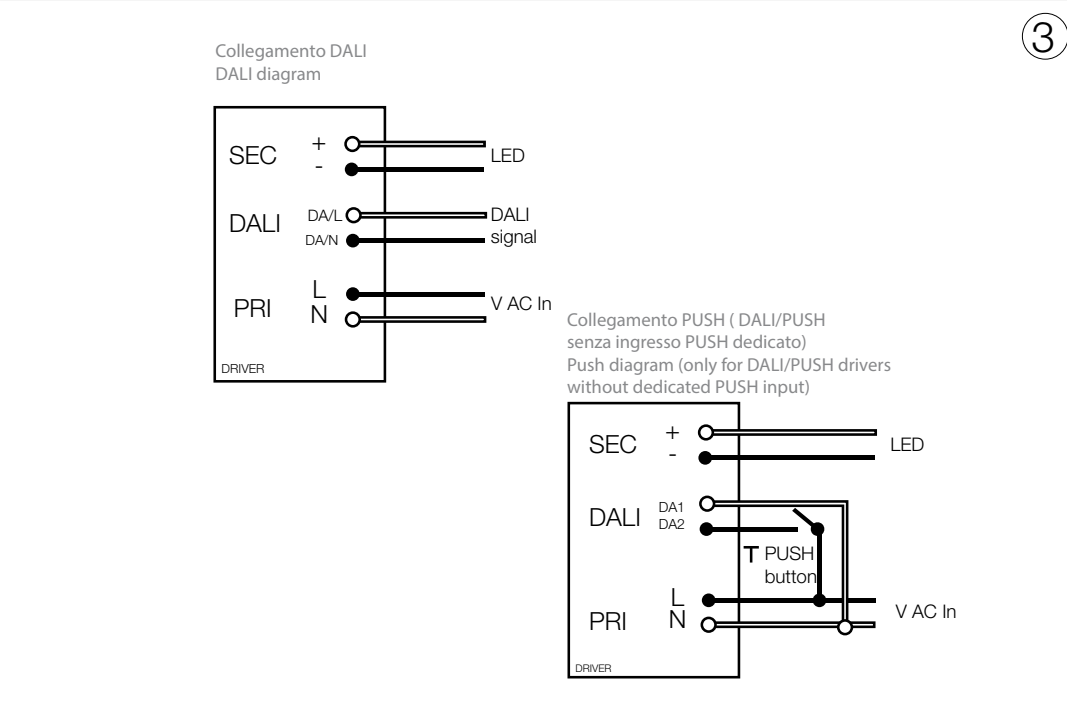 3
Collegamento DALI
DALI diagram
SEC + LED
-
DALI DA/L DALI
DA/N signal
PRI L V AC In
N
DRIVER
Collegamento PUSH ( DALI/PUSH
senza ingresso PUSH dedicato)
Push diagram (only for DALI/PUSH drivers
without dedicated PUSH input)
SEC + LED
-
DALI DA1
DA2
T PUSH
button
PRI L V AC In
N
DRIVER